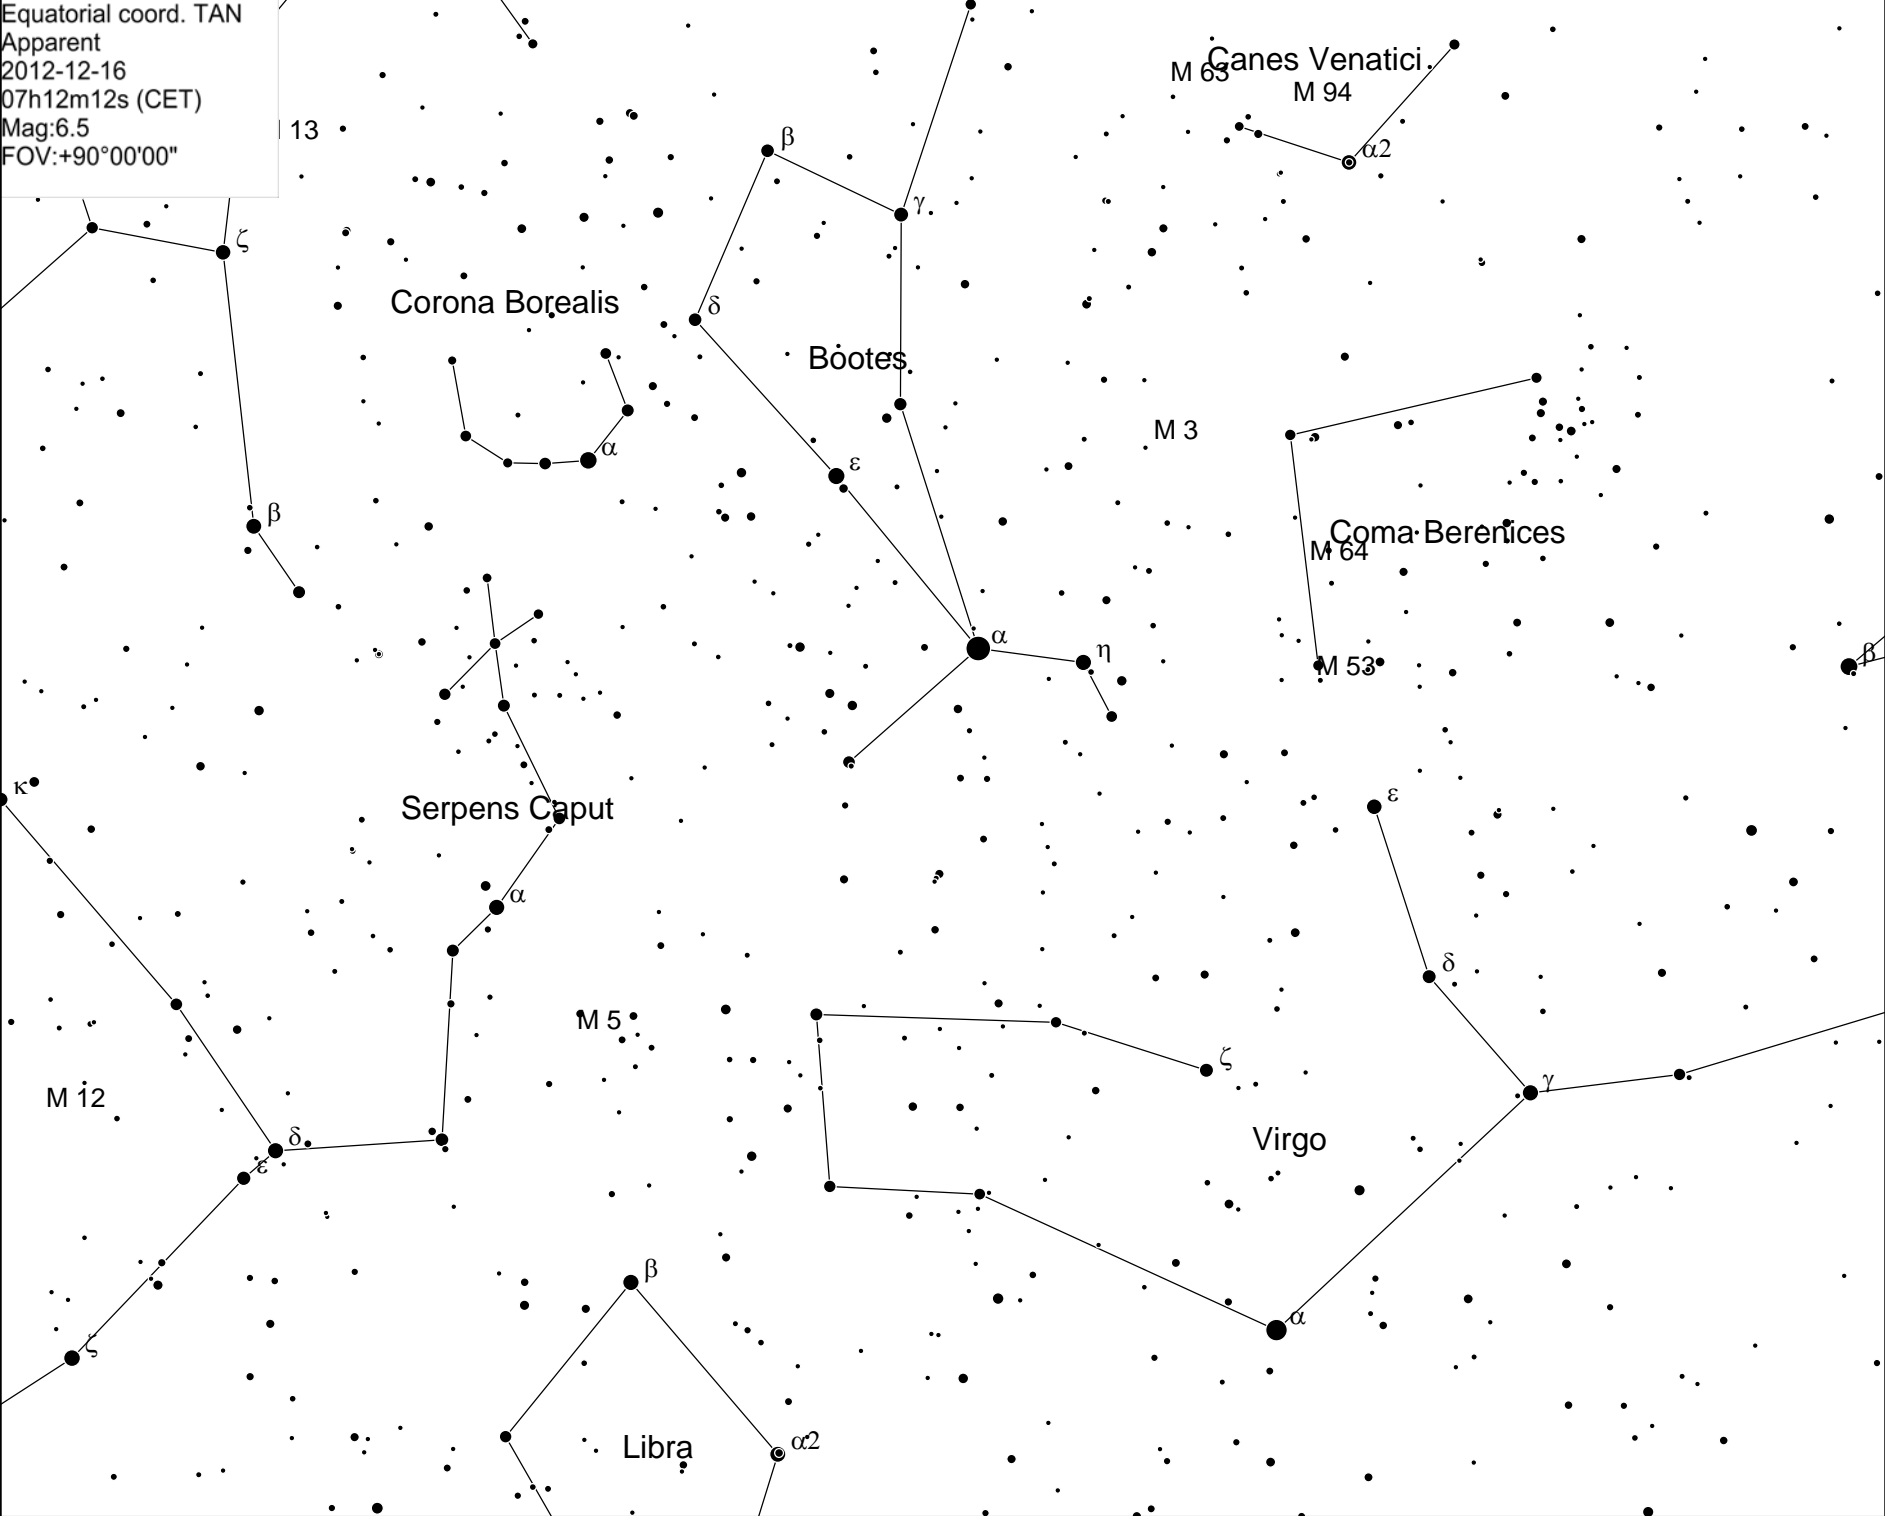 Equatorial coord. TAN
Apparent
2012-12-16
07h12m12s (CET)
Mag:6.5
FOV:+90°00'00"
13
Canes Venatici
M 63
M 94
α2
β
γ
ζ
Corona Borealis
δ
Bootes
α
M 3
ε
β
Coma Berenices
M 64
α
η
M 53
β
κ
Serpens Caput
ε
α
δ
M 5
ζ
γ
M 12
δ
Virgo
ε
β
α
ζ
Libra
α2